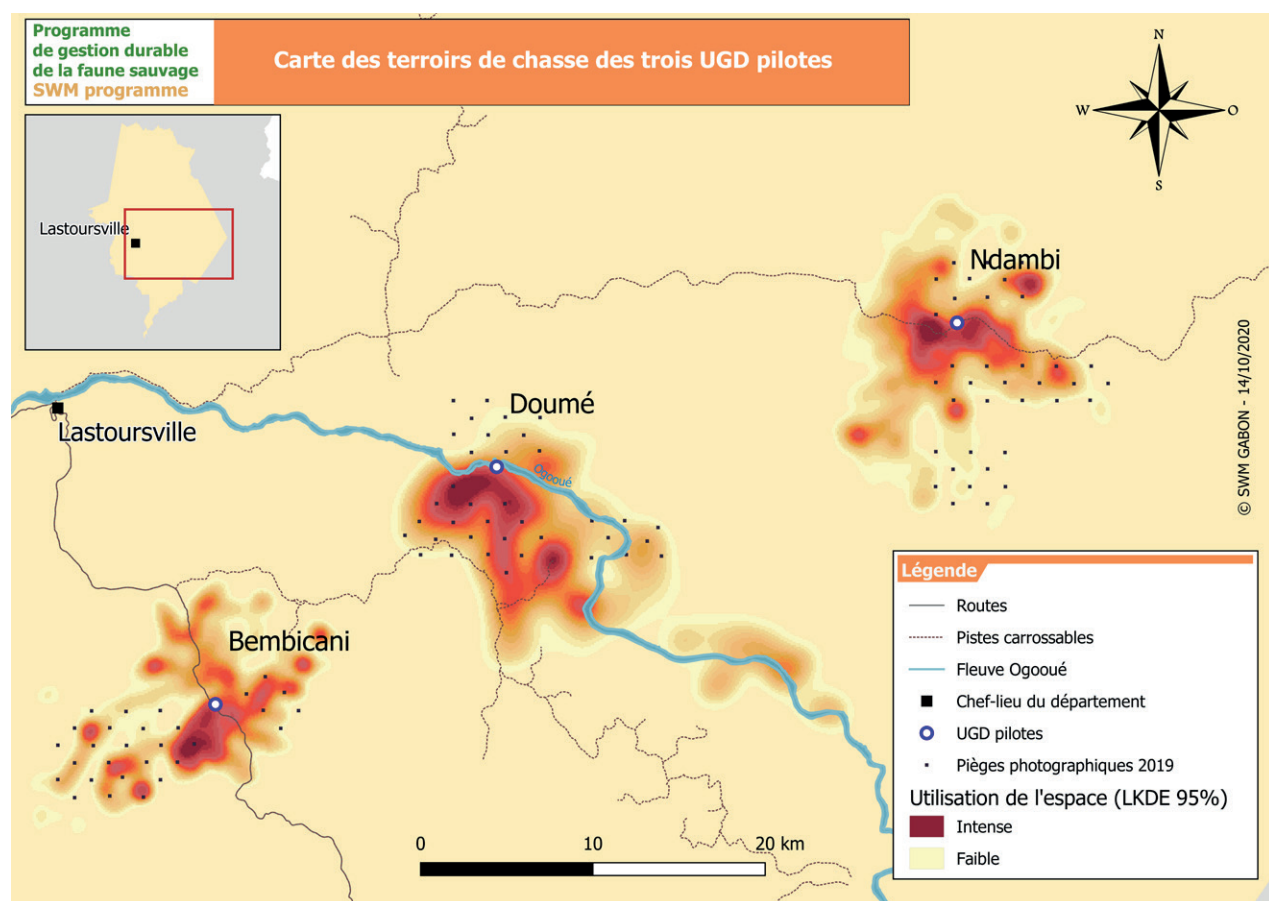 Programme
de gestion durable
de la faune sauvage
SWM programme
Carte des terroirs de chasse des trois UGD pilotes
N
W
O
S
Lastoursville
Ndambi
© SWM GABON - 14/10/2020
Doumé
Lastoursville
Ogooué
Bembicani
Légende
Routes
Pistes carrossables
Fleuve Ogooué
Chef-lieu du département
UGD pilotes
Pièges photographiques 2019
Utilisation de l'espace (LKDE 95%)
Intense
Faible
0 10 20 km